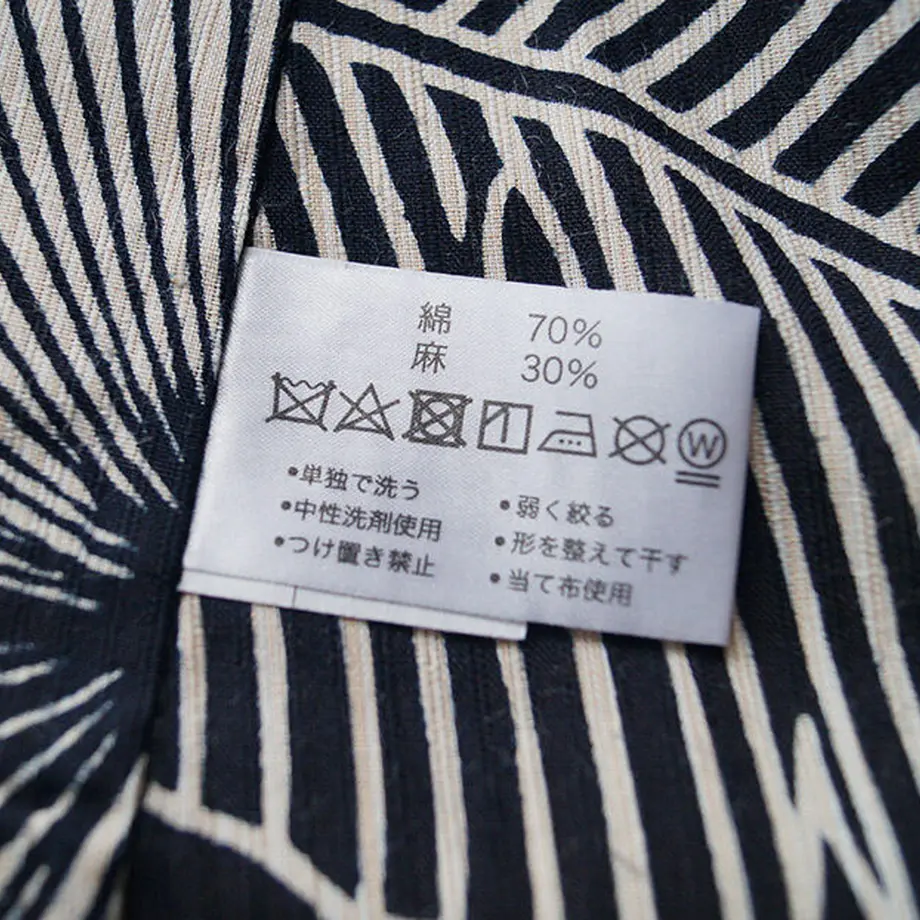 綿 70%
麻 30%
W
•単独で洗う
•中性洗剤使用
•つけ置き禁止
•弱く絞る
•形を整えて干す
•当て布使用